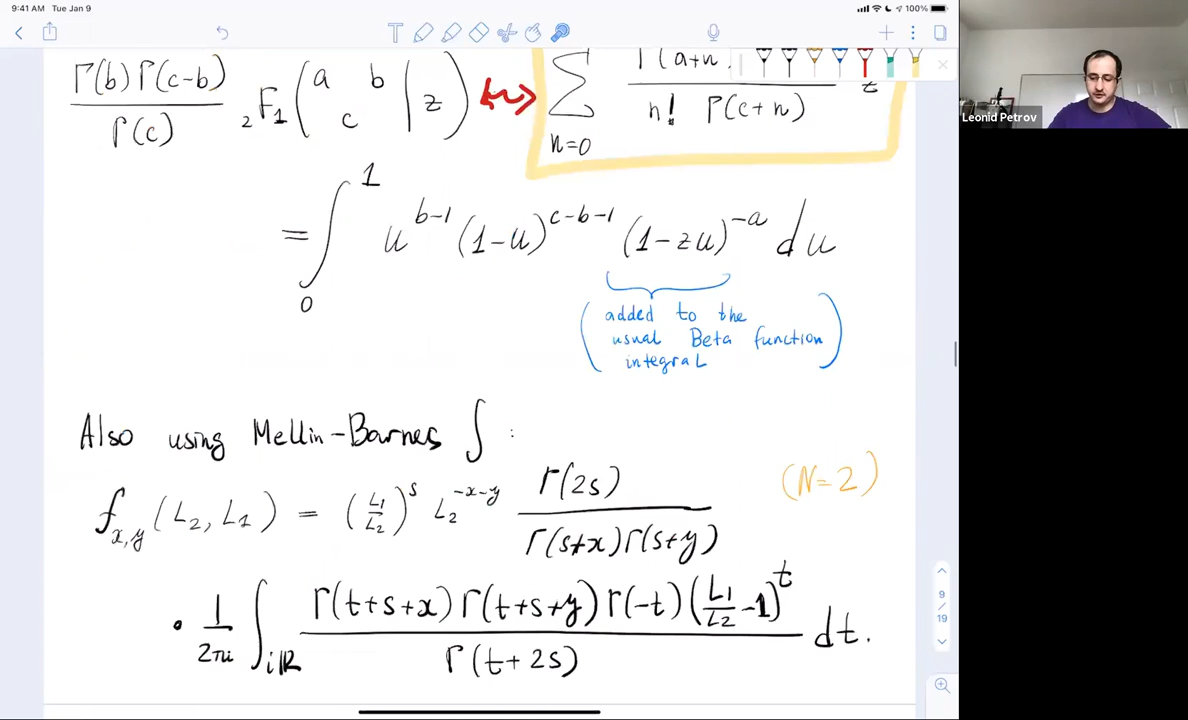 9:41 AM Tue Jan 9
100%
Γ(b)Γ(c-b) / Γ(c) ₂F₁(a b c | z) ↔ Σ n=0 Γ(a+n / n! Γ(c+n)
= ∫₀¹ u^{b-1} (1-u)^{c-b-1} (1-zu)^{-a} du
(added to the
usual Beta function
integral)
Also using Mellin-Barnes ∫ :
f_{x,y}(L₂, L₁) = (L₁/L₂)^s L₂^{-x-y} Γ(2s) / Γ(s+x)Γ(s+y) (N=2)
• 1/2πi ∫_{iℝ} Γ(t+s+x)Γ(t+s+y)Γ(-t)(L₁/L₂ -1)^t / Γ(t+2s) dt.
Leonid Petrov
9
/
19